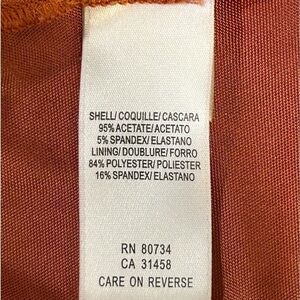 SHELL/ COQUILLE/ CASCARA
95% ACETATE/ ACETATO
5% SPANDEX/ ELASTANO
LINING/ DOUBLURE/ FORRO
84% POLYESTER/ POLIESTER
16% SPANDEX/ ELASTANO
RN 80734
CA 31458
CARE ON REVERSE